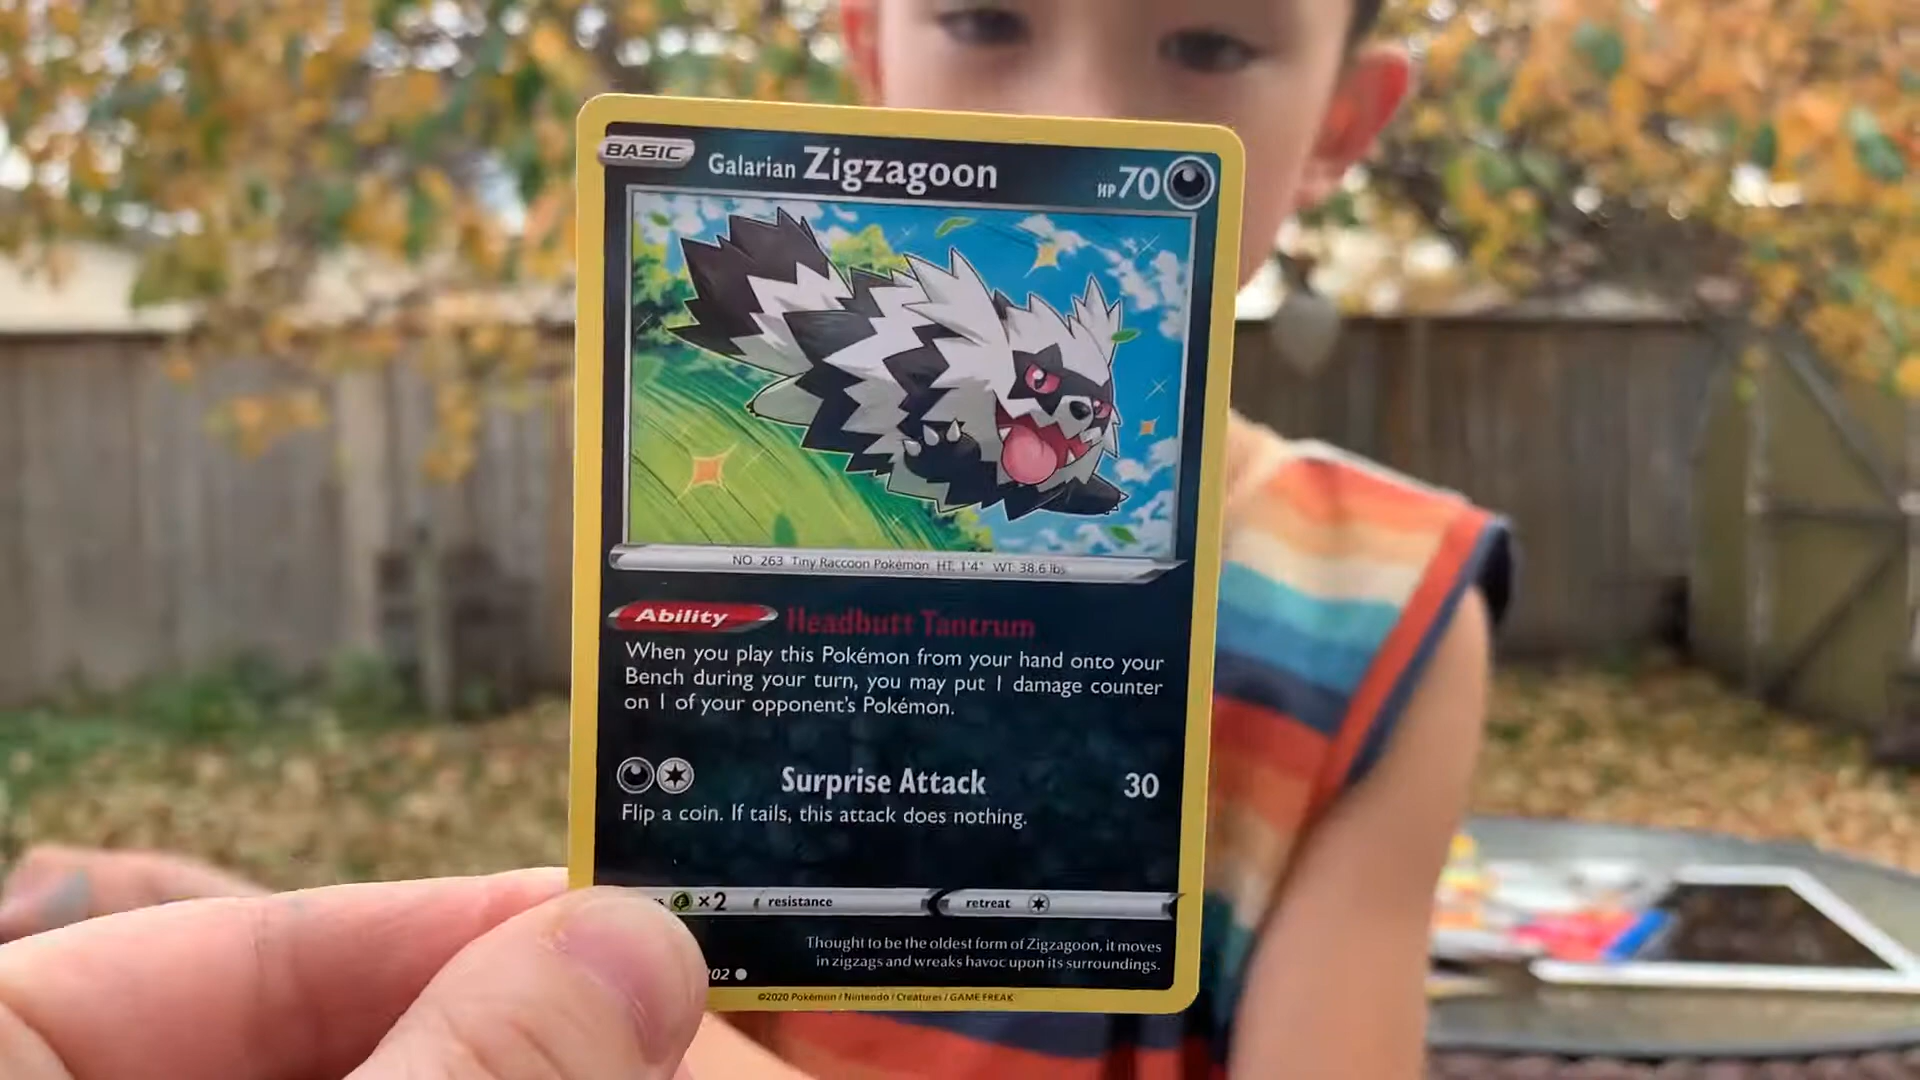 BASIC
Galarian Zigzagoon HP 70
NO. 263 Tiny Raccoon Pokémon HT: 1'4" WT: 38.6 lbs
Ability Headbutt Tantrum
When you play this Pokémon from your hand onto your
Bench during your turn, you may put 1 damage counter
on 1 of your opponent's Pokémon.
Surprise Attack 30
Flip a coin. If tails, this attack does nothing.
×2 resistance retreat
Thought to be the oldest form of Zigzagoon, it moves
in zigzags and wreaks havoc upon its surroundings.
©2020 Pokémon / Nintendo / Creatures / GAME FREAK